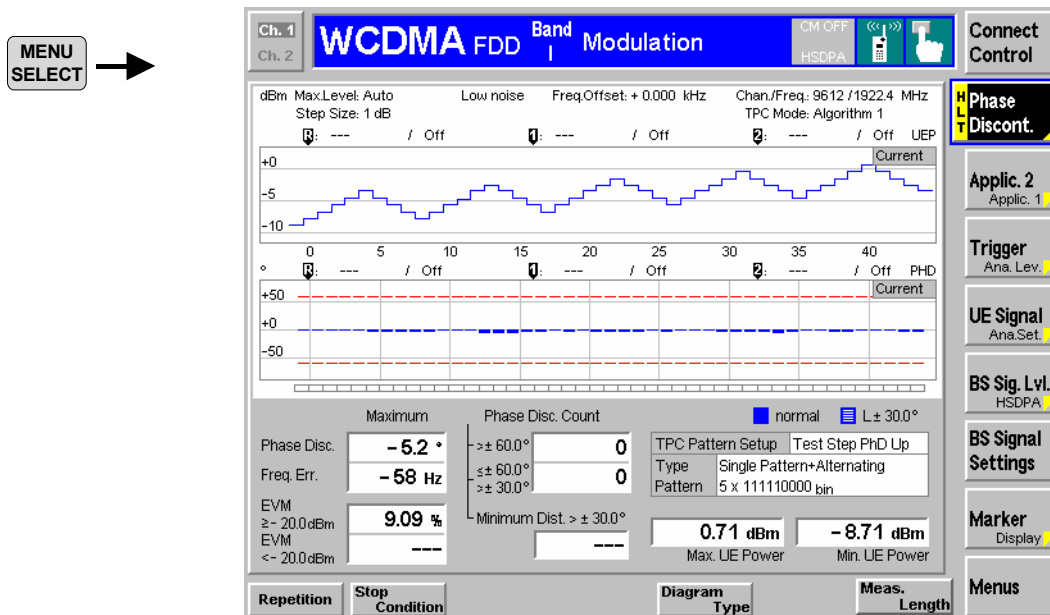 MENU
SELECT
Ch. 1
Ch. 2
WCDMA FDD Band I Modulation
CM OFF
HSDPA
Connect
Control
dBm Max.Level: Auto Low noise Freq.Offset: + 0.000 kHz Chan./Freq.: 9612 / 1922.4 MHz
Step Size: 1 dB TPC Mode: Algorithm 1
R: --- / Off 1: --- / Off 2: --- / Off UEP
Current
+0
-5
-10
0 5 10 15 20 25 30 35 40
° R: --- / Off 1: --- / Off 2: --- / Off PHD
Current
+50
+0
-50
Maximum Phase Disc. Count normal L ± 30.0°
Phase Disc. – 5.2 ° >± 60.0° 0
Freq. Err. – 58 Hz ≤± 60.0° >± 30.0° 0
EVM
≥- 20.0dBm 9.09 %
EVM
<- 20.0dBm ---
Minimum Dist. > ± 30.0°
---
TPC Pattern Setup Test Step PhD Up
Type Single Pattern+Alternating
Pattern 5 x 111110000 bin
0.71 dBm – 8.71 dBm
Max. UE Power Min. UE Power
HLT
Phase
Discont.
Applic. 2
Applic. 1
Trigger
Ana. Lev.
UE Signal
Ana.Set.
BS Sig. Lvl.
HSDPA
BS Signal
Settings
Marker
Display
Menus
Repetition
Stop
Condition
Diagram
Type
Meas.
Length